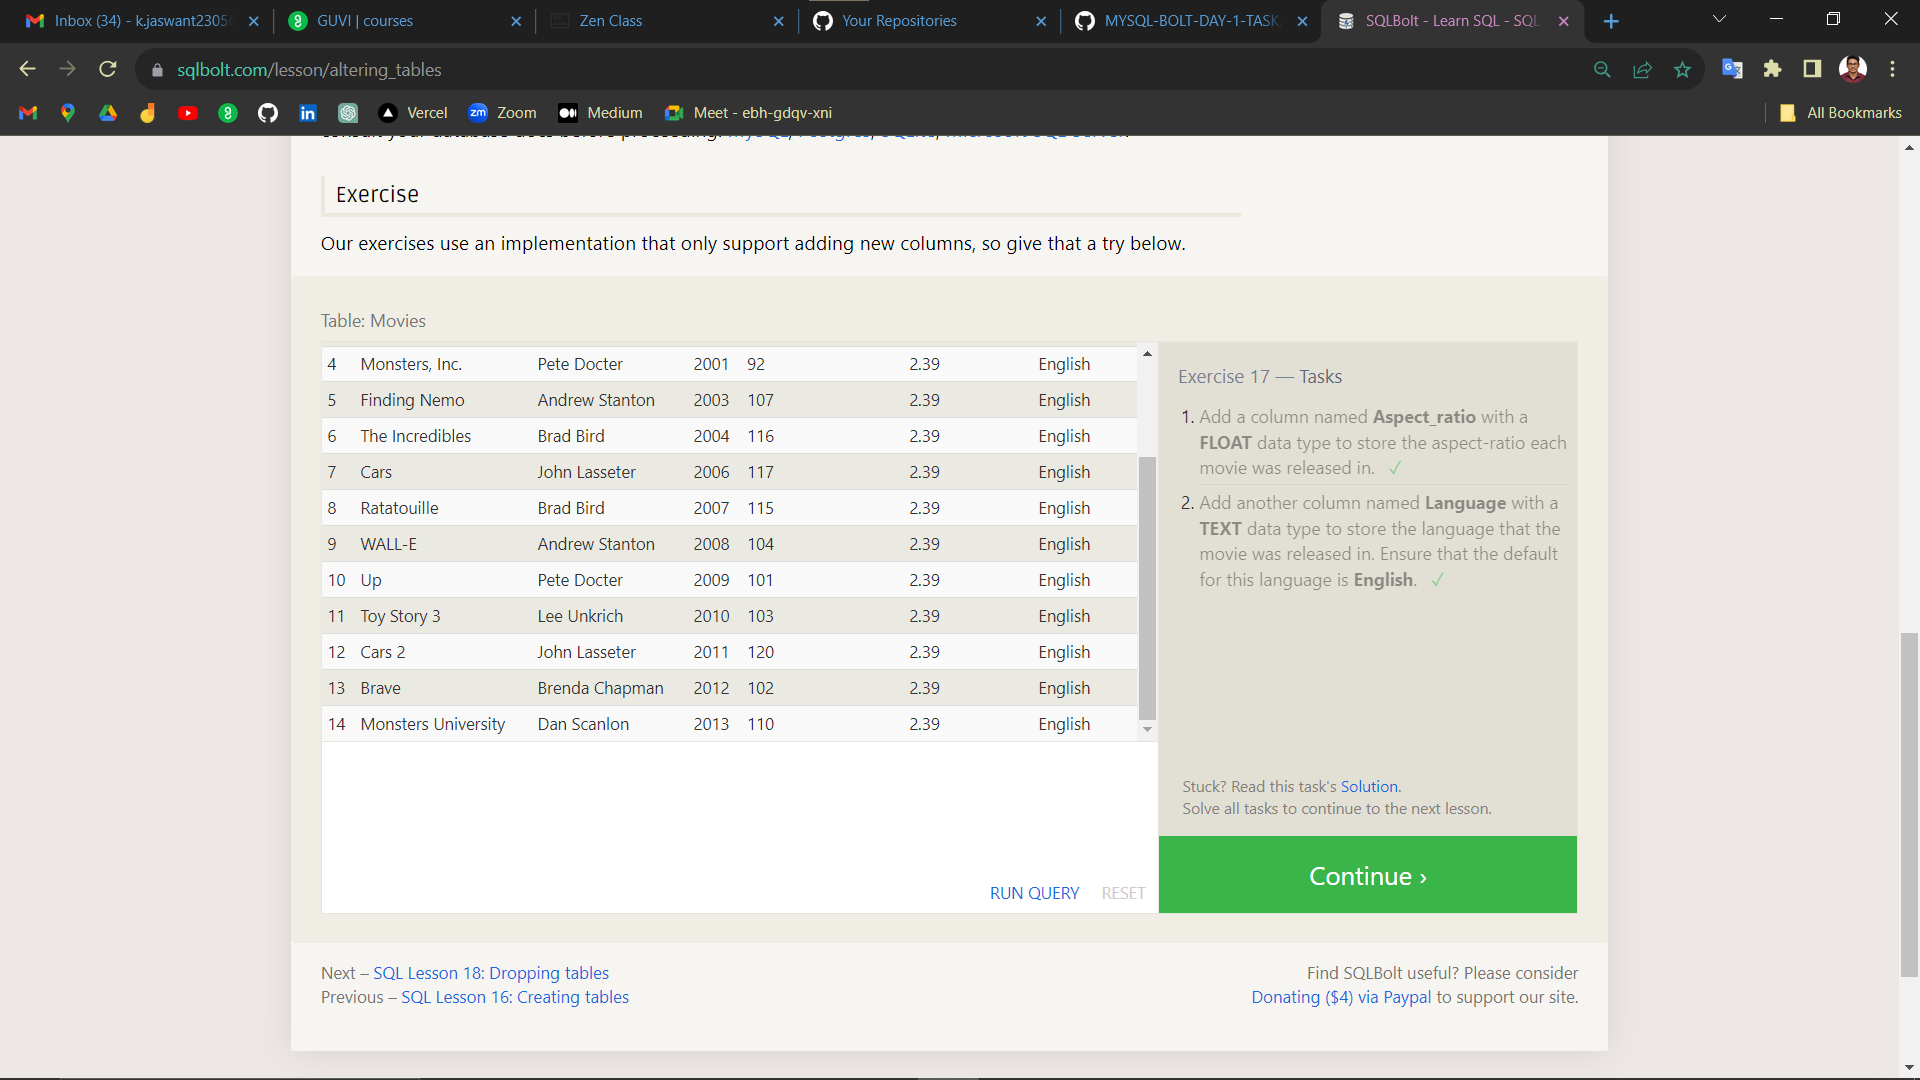 Inbox (34) - k.jaswant2305
GUVI | courses
Zen Class
Your Repositories
MYSQL-BOLT-DAY-1-TASK
SQLBolt - Learn SQL - SQL
sqlbolt.com/lesson/altering_tables
Vercel
Zoom
Medium
Meet - ebh-gdqv-xni
All Bookmarks
Exercise
Our exercises use an implementation that only support adding new columns, so give that a try below.
Table: Movies
4 Monsters, Inc. Pete Docter 2001 92 2.39 English
5 Finding Nemo Andrew Stanton 2003 107 2.39 English
6 The Incredibles Brad Bird 2004 116 2.39 English
7 Cars John Lasseter 2006 117 2.39 English
8 Ratatouille Brad Bird 2007 115 2.39 English
9 WALL-E Andrew Stanton 2008 104 2.39 English
10 Up Pete Docter 2009 101 2.39 English
11 Toy Story 3 Lee Unkrich 2010 103 2.39 English
12 Cars 2 John Lasseter 2011 120 2.39 English
13 Brave Brenda Chapman 2012 102 2.39 English
14 Monsters University Dan Scanlon 2013 110 2.39 English
RUN QUERY RESET
Exercise 17 — Tasks
1. Add a column named Aspect_ratio with a
FLOAT data type to store the aspect-ratio each
movie was released in. ✓
2. Add another column named Language with a
TEXT data type to store the language that the
movie was released in. Ensure that the default
for this language is English. ✓
Stuck? Read this task's Solution.
Solve all tasks to continue to the next lesson.
Continue ›
Next – SQL Lesson 18: Dropping tables
Previous – SQL Lesson 16: Creating tables
Find SQLBolt useful? Please consider
Donating ($4) via Paypal to support our site.